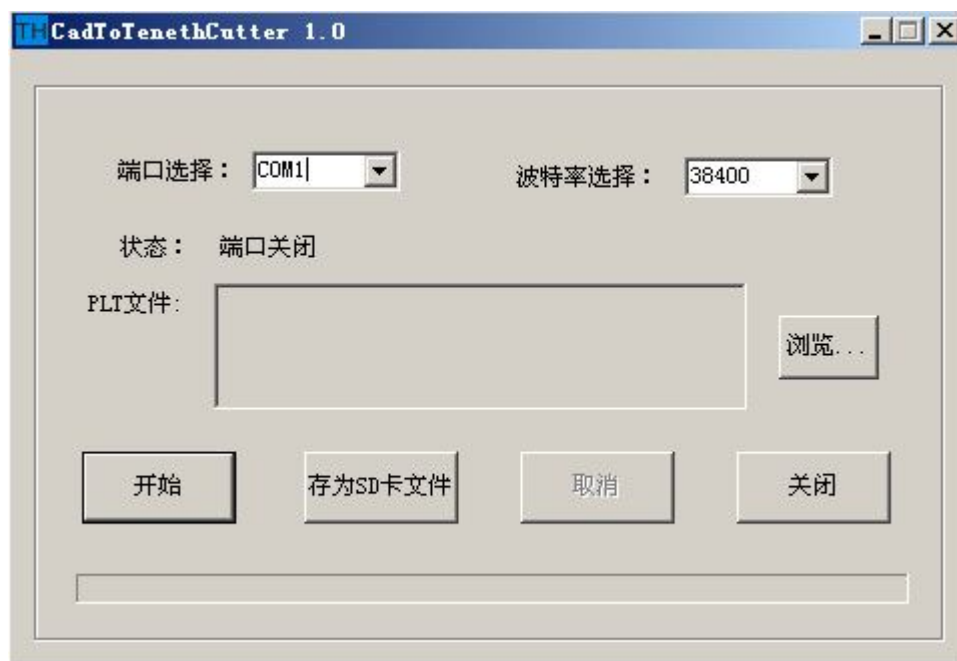 TH CadToTenethCutter 1.0
端口选择： COM1 波特率选择： 38400
状态： 端口关闭
PLT文件:
浏览...
开始 存为SD卡文件 取消 关闭